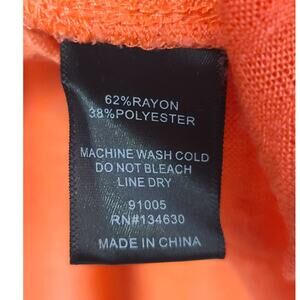 62%RAYON
38%POLYESTER
MACHINE WASH COLD
DO NOT BLEACH
LINE DRY
91005
RN#134630
MADE IN CHINA